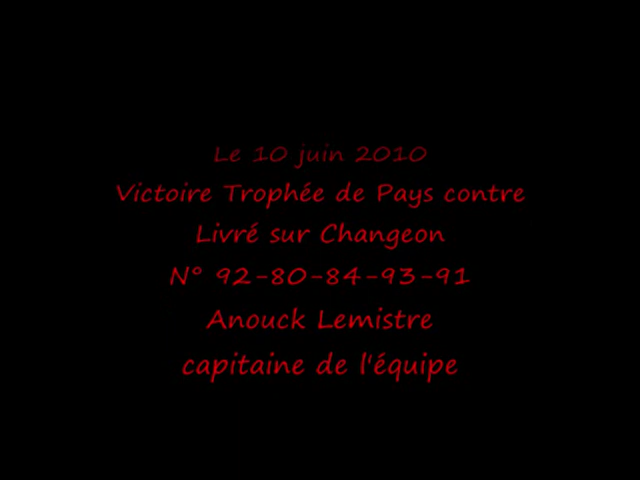 Le 10 juin 2010
Victoire Trophée de Pays contre
Livré sur Changeon
N° 92-80-84-93-91
Anouck Lemistre
capitaine de l'équipe